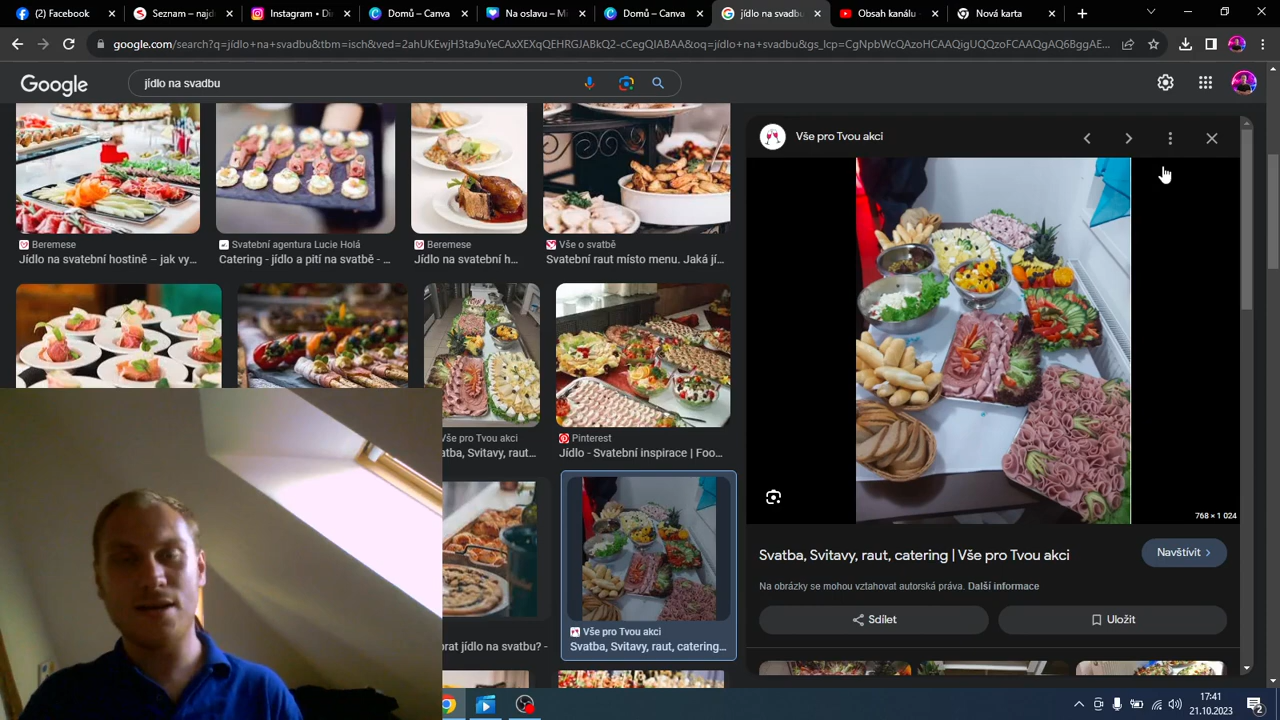 Facebook
Seznam – najd
Instagram • Di
Domů – Canva
Na oslavu – Mi
Domů – Canva
jídlo na svadbu
Obsah kanálu
Nová karta
google.com/search?q=jídlo+na+svadbu&tbm=isch&ved=2ahUKEwjH3ta9uYeCAxXEXqQEHRGJABkQ2-cCegQIABAA&oq=jídlo+na+svadbu&gs_lcp=CgNpbWcQAzoHCAAQigUQQzoFCAAQgAQ6BggAE...
Google
jídlo na svadbu
Beremese
Jídlo na svatební hostině – jak vy...
Svatební agentura Lucie Holá
Catering - jídlo a pití na svatbě - ...
Beremese
Jídlo na svatební h...
Vše o svatbě
Svatební raut místo menu. Jaká jí...
Vše pro Tvou akci
atba, Svitavy, raut...
Pinterest
Jídlo - Svatební inspirace | Foo...
rat jídlo na svatbu? -
Vše pro Tvou akci
Svatba, Svitavy, raut, catering...
Vše pro Tvou akci
768 × 1 024
Svatba, Svitavy, raut, catering | Vše pro Tvou akci
Navštívit
Na obrázky se mohou vztahovat autorská práva. Další informace
Sdílet
Uložit
17:41
21.10.2023
2